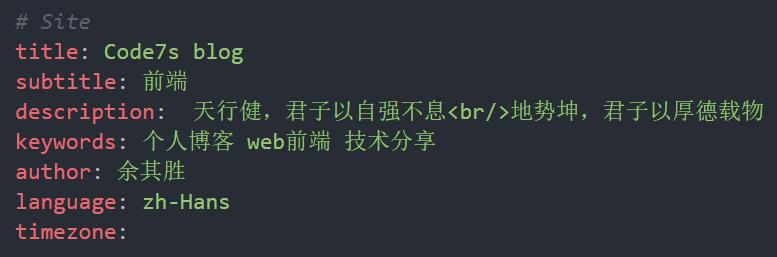 # Site
title: Code7s blog
subtitle: 前端
description:  天行健，君子以自强不息<br/>地势坤，君子以厚德载物
keywords: 个人博客 web前端 技术分享
author: 余其胜
language: zh-Hans
timezone: